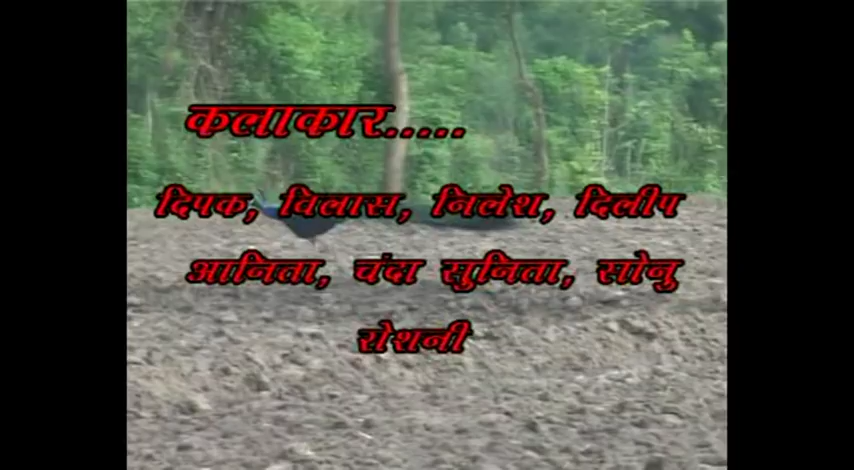 कलाकार.....
दिपक, विलास, निलेश, दिलीप
आनिता, चंदा सुनिता, सोनु
रोशनी